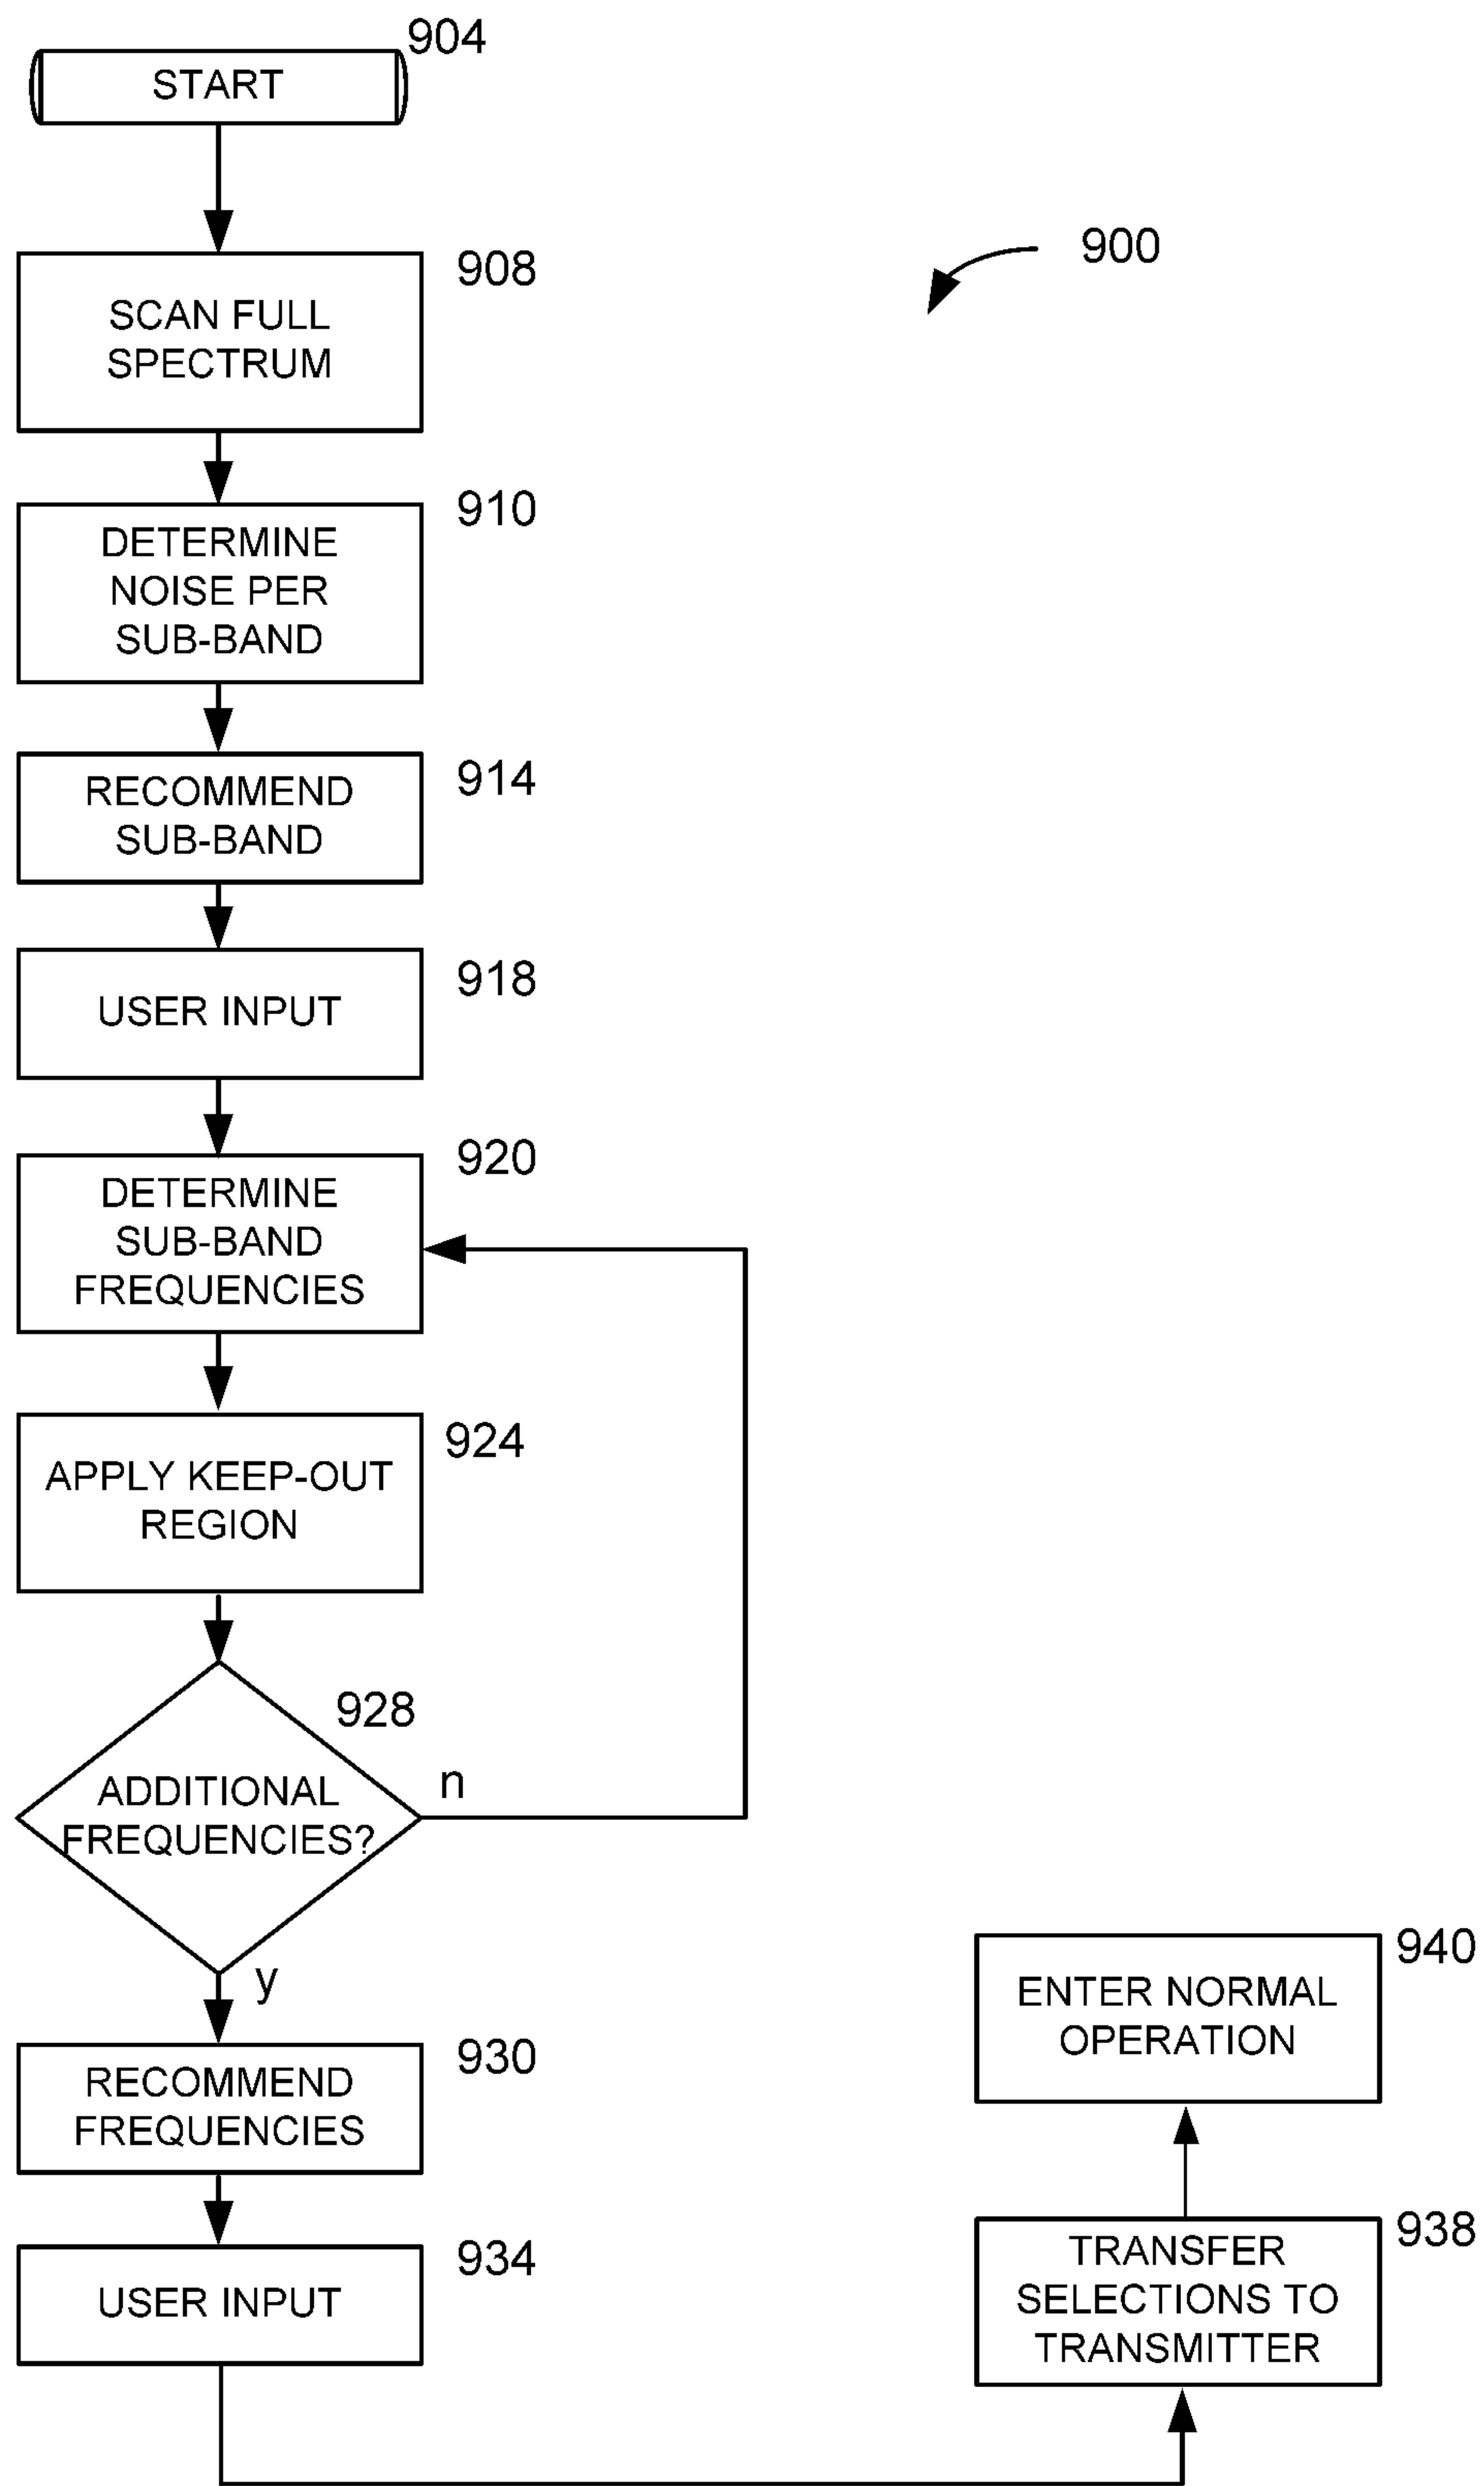 904
START
900
908
SCAN FULL
SPECTRUM
910
DETERMINE
NOISE PER
SUB-BAND
914
RECOMMEND
SUB-BAND
918
USER INPUT
920
DETERMINE
SUB-BAND
FREQUENCIES
924
APPLY KEEP-OUT
REGION
928
n
ADDITIONAL
FREQUENCIES?
y
930
RECOMMEND
FREQUENCIES
934
USER INPUT
938
TRANSFER
SELECTIONS TO
TRANSMITTER
940
ENTER NORMAL
OPERATION